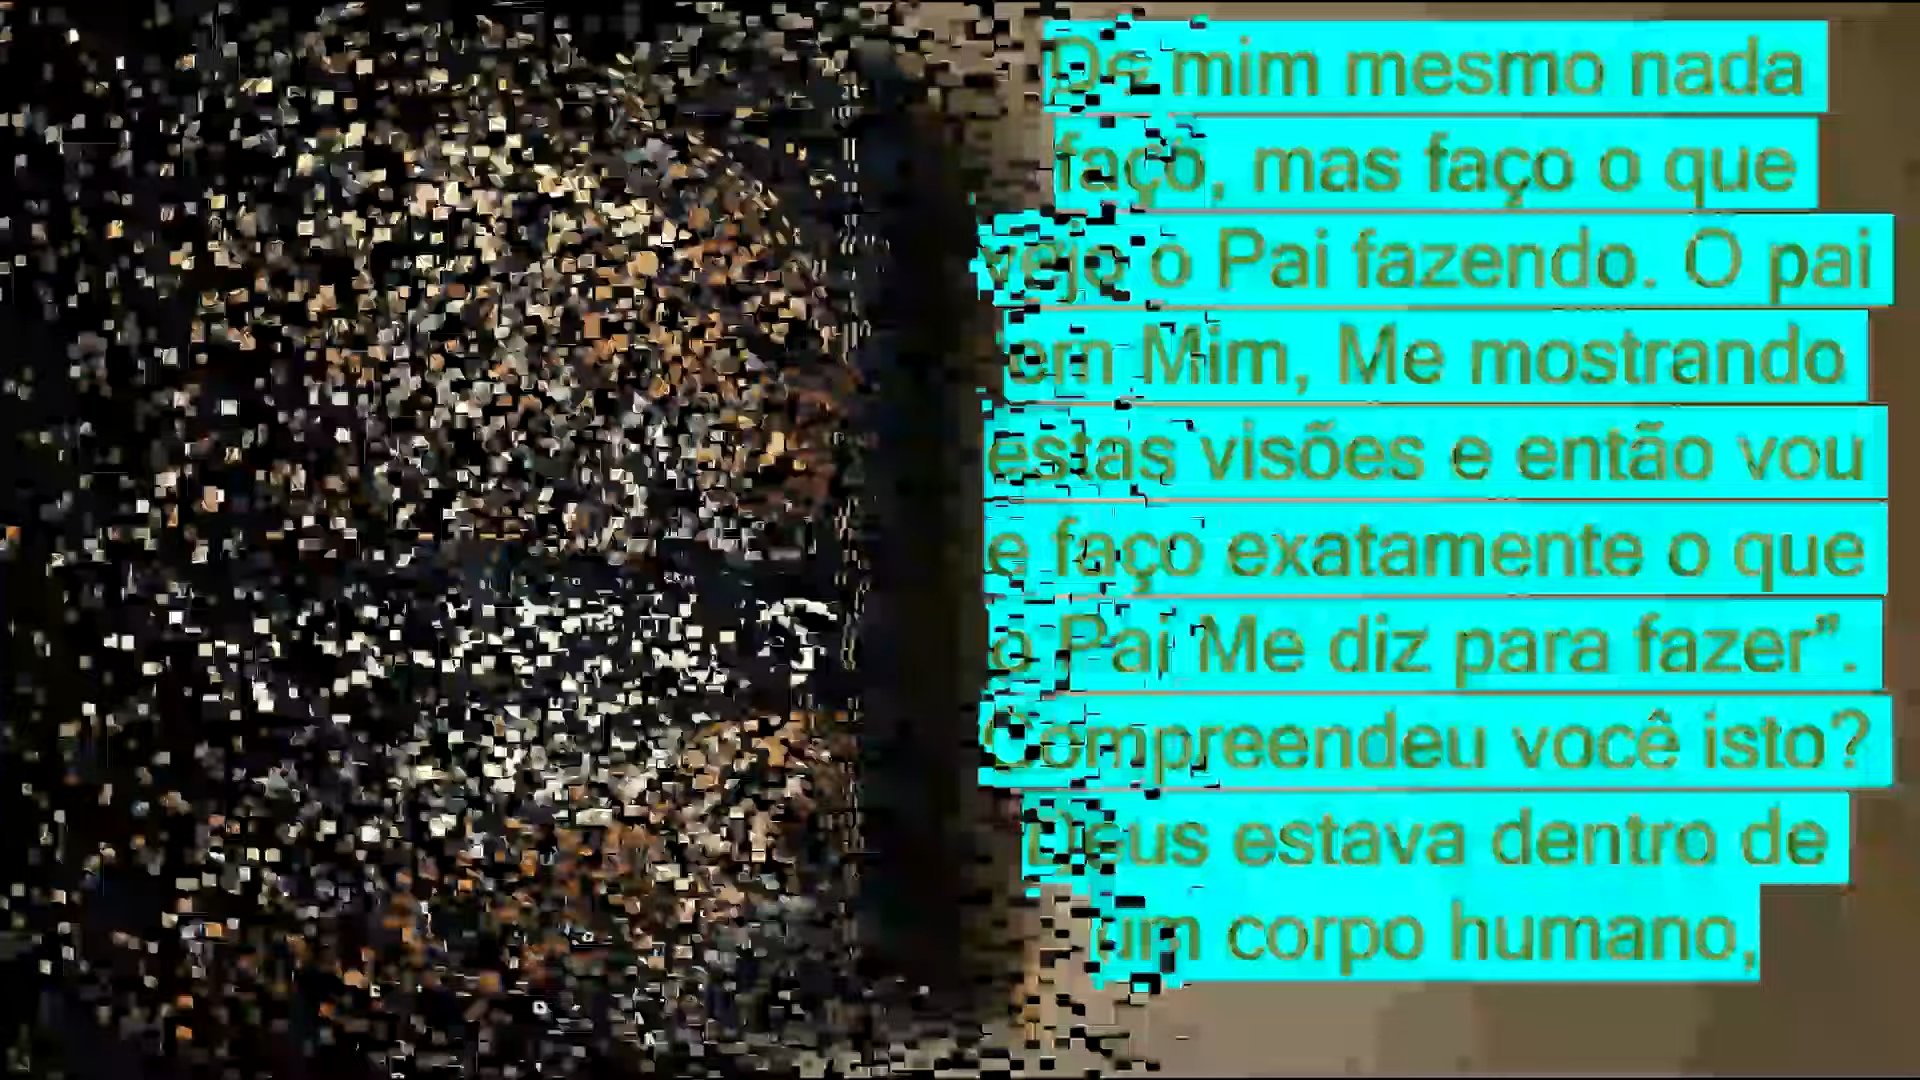 De mim mesmo nada
faço, mas faço o que
vejo o Pai fazendo. O pai
em Mim, Me mostrando
estas visões e então vou
e faço exatamente o que
o Pai Me diz para fazer”.
Compreendeu você isto?
Deus estava dentro de
um corpo humano,